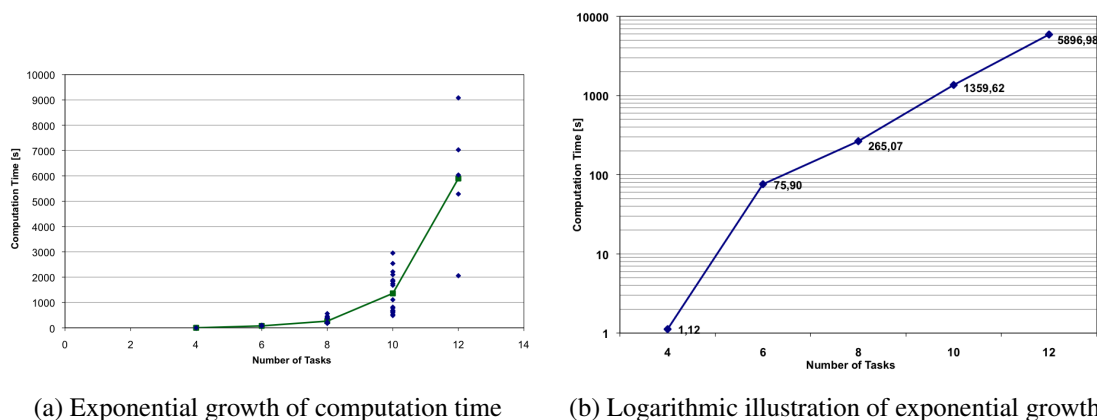 10000
9000
8000
7000
6000
5000
4000
3000
2000
1000
0
Computation Time [s]
0 2 4 6 8 10 12 14
Number of Tasks
(a) Exponential growth of computation time
10000
1000
100
10
1
Computation Time [s]
5896,98
1359,62
265,07
75,90
1,12
4 6 8 10 12
Number of Tasks
(b) Logarithmic illustration of exponential growth